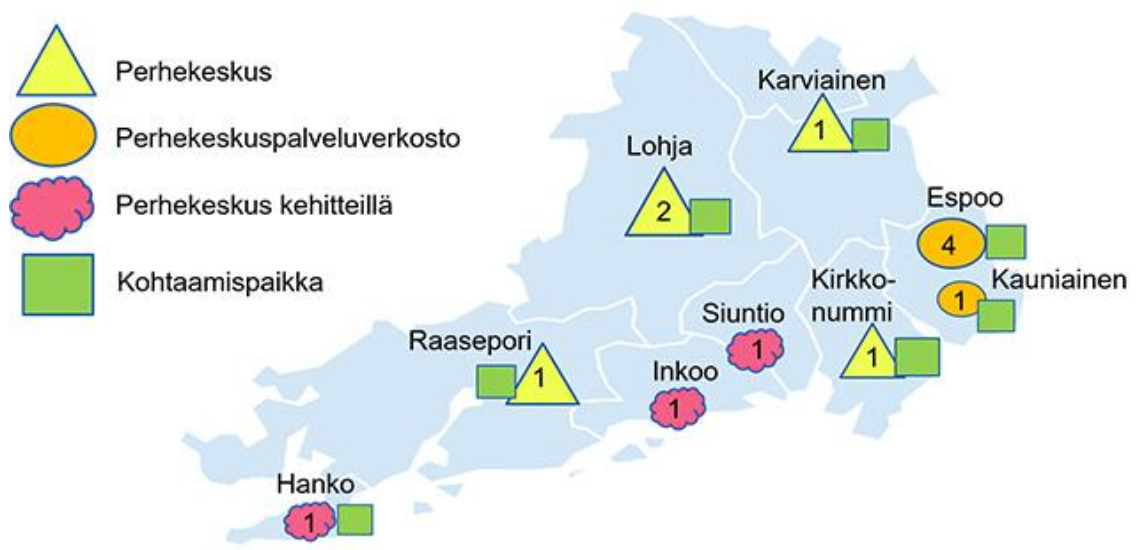 Perhekeskus
Perhekeskuspalveluverkosto
Perhekeskus kehitteillä
Kohtaamispaikka
Karviainen
1
Lohja
2
Espoo
4
Kauniainen
1
Kirkko-
nummi
1
Siuntio
1
Inkoo
1
Raasepori
1
Hanko
1